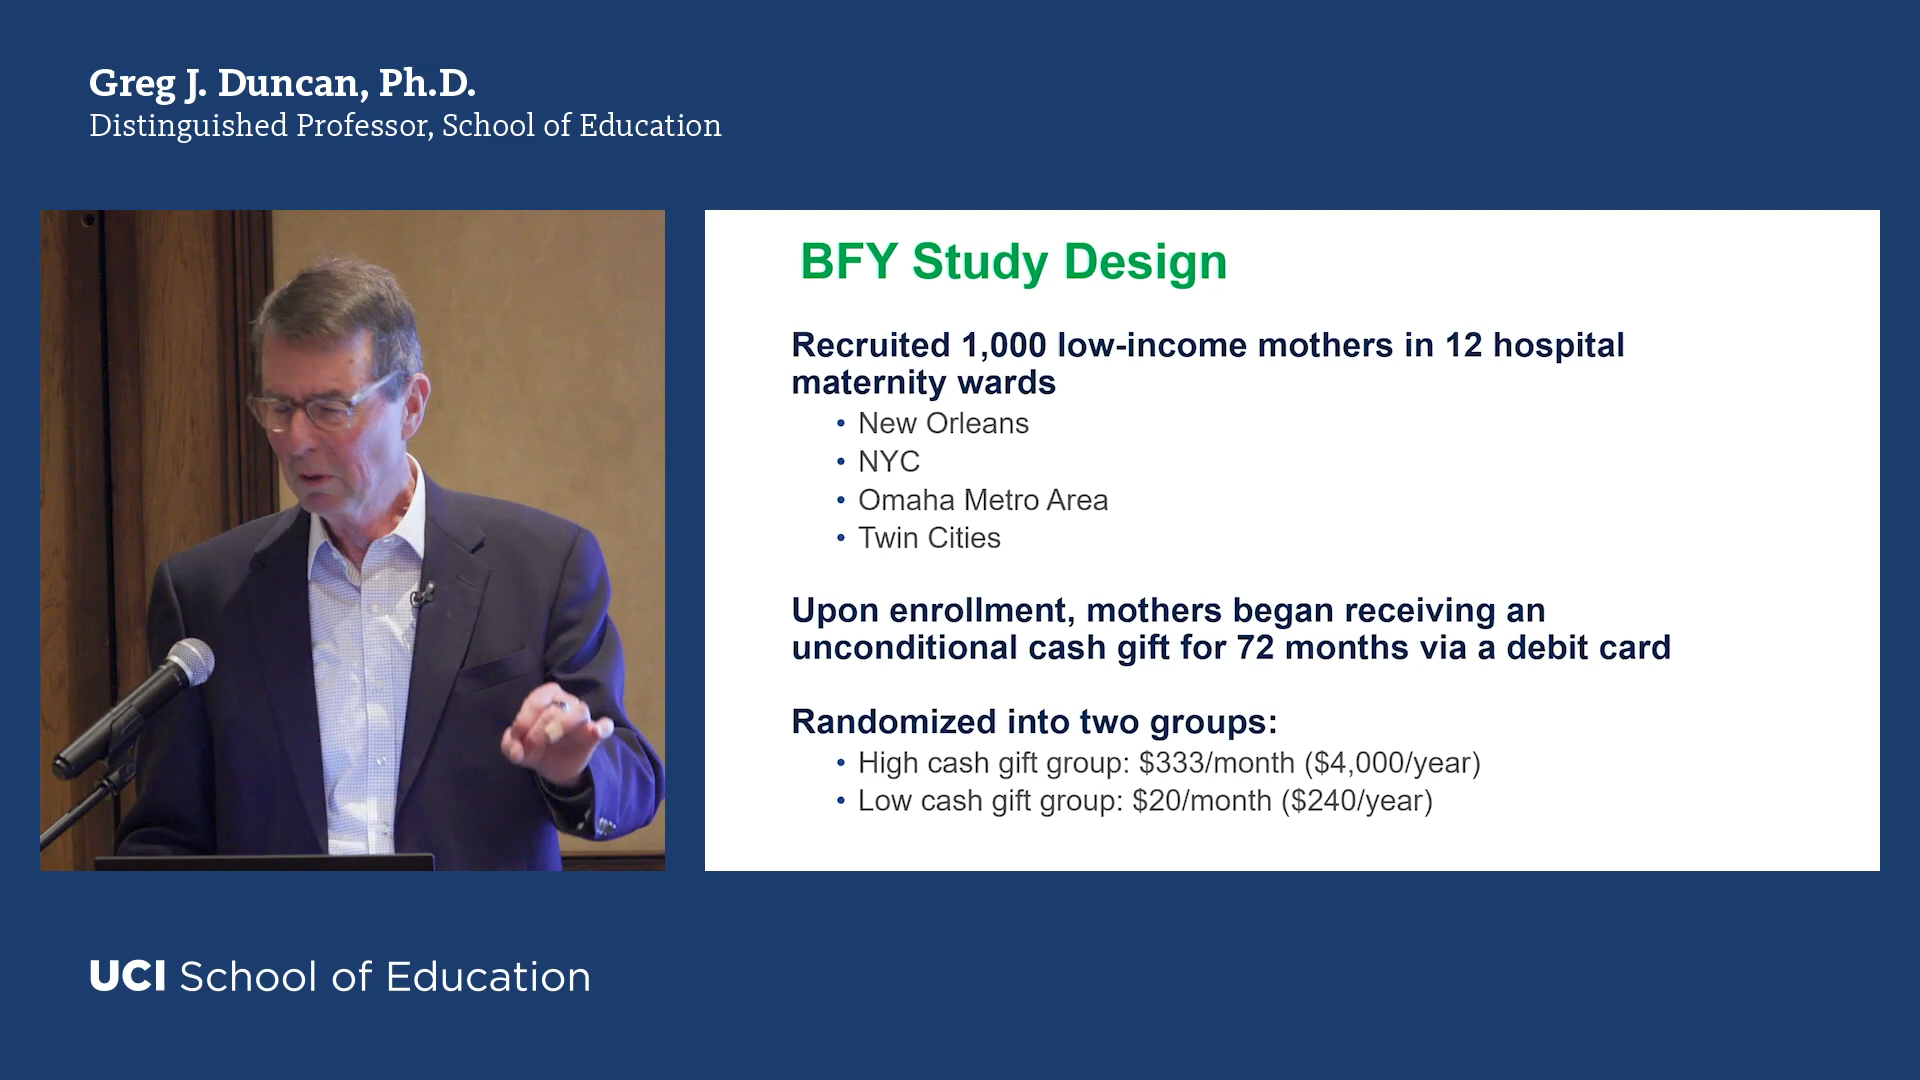 Greg J. Duncan, Ph.D.
Distinguished Professor, School of Education
BFY Study Design
Recruited 1,000 low-income mothers in 12 hospital
maternity wards
• New Orleans
• NYC
• Omaha Metro Area
• Twin Cities
Upon enrollment, mothers began receiving an
unconditional cash gift for 72 months via a debit card
Randomized into two groups:
• High cash gift group: $333/month ($4,000/year)
• Low cash gift group: $20/month ($240/year)
UCI School of Education